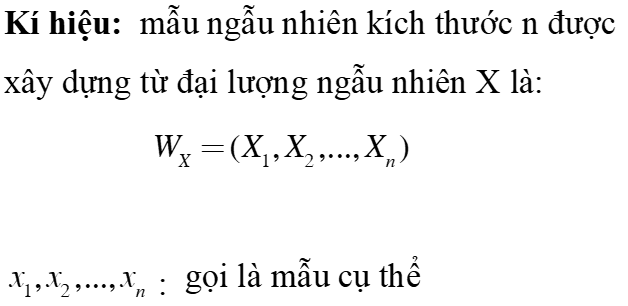 Kí hiệu: mẫu ngẫu nhiên kích thước n được
xây dựng từ đại lượng ngẫu nhiên X là:
W_X = (X_1, X_2,..., X_n)
x_1, x_2,..., x_n : gọi là mẫu cụ thể